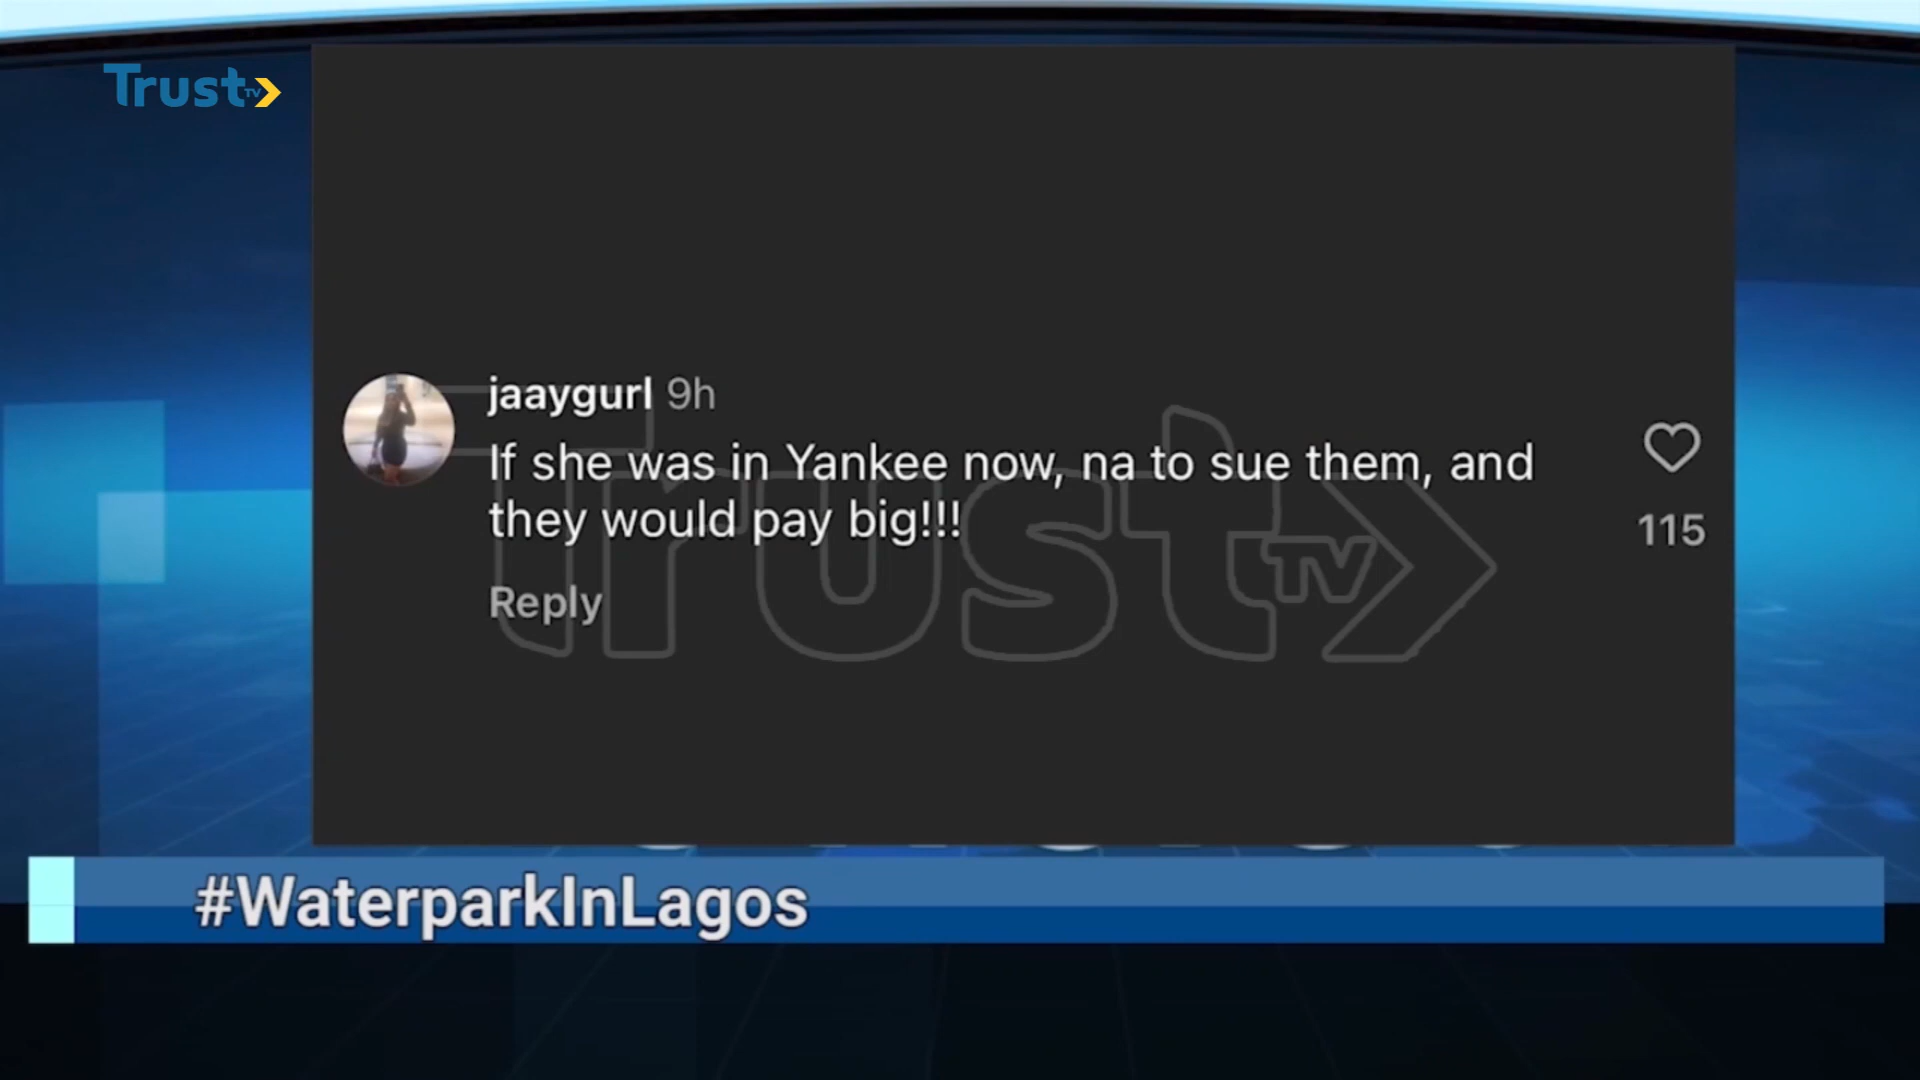 Trust TV
jaaygurl 9h
If she was in Yankee now, na to sue them, and
they would pay big!!!
115
Reply
Trust TV
#WaterparkInLagos